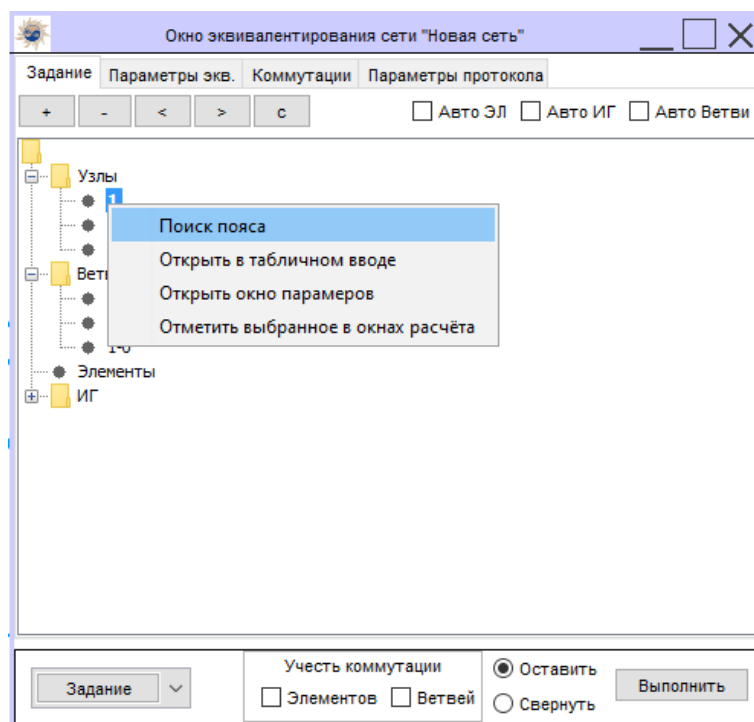 Окно эквивалентирования сети "Новая сеть"
Задание Параметры экв. Коммутации Параметры протокола
+ - < > c Авто ЭЛ Авто ИГ Авто Ветви
Узлы
1
Поиск пояса
Открыть в табличном вводе
Открыть окно парамеров
Отметить выбранное в окнах расчёта
Элементы
ИГ
Учесть коммутации
Задание Элементов Ветвей
Оставить
Свернуть
Выполнить